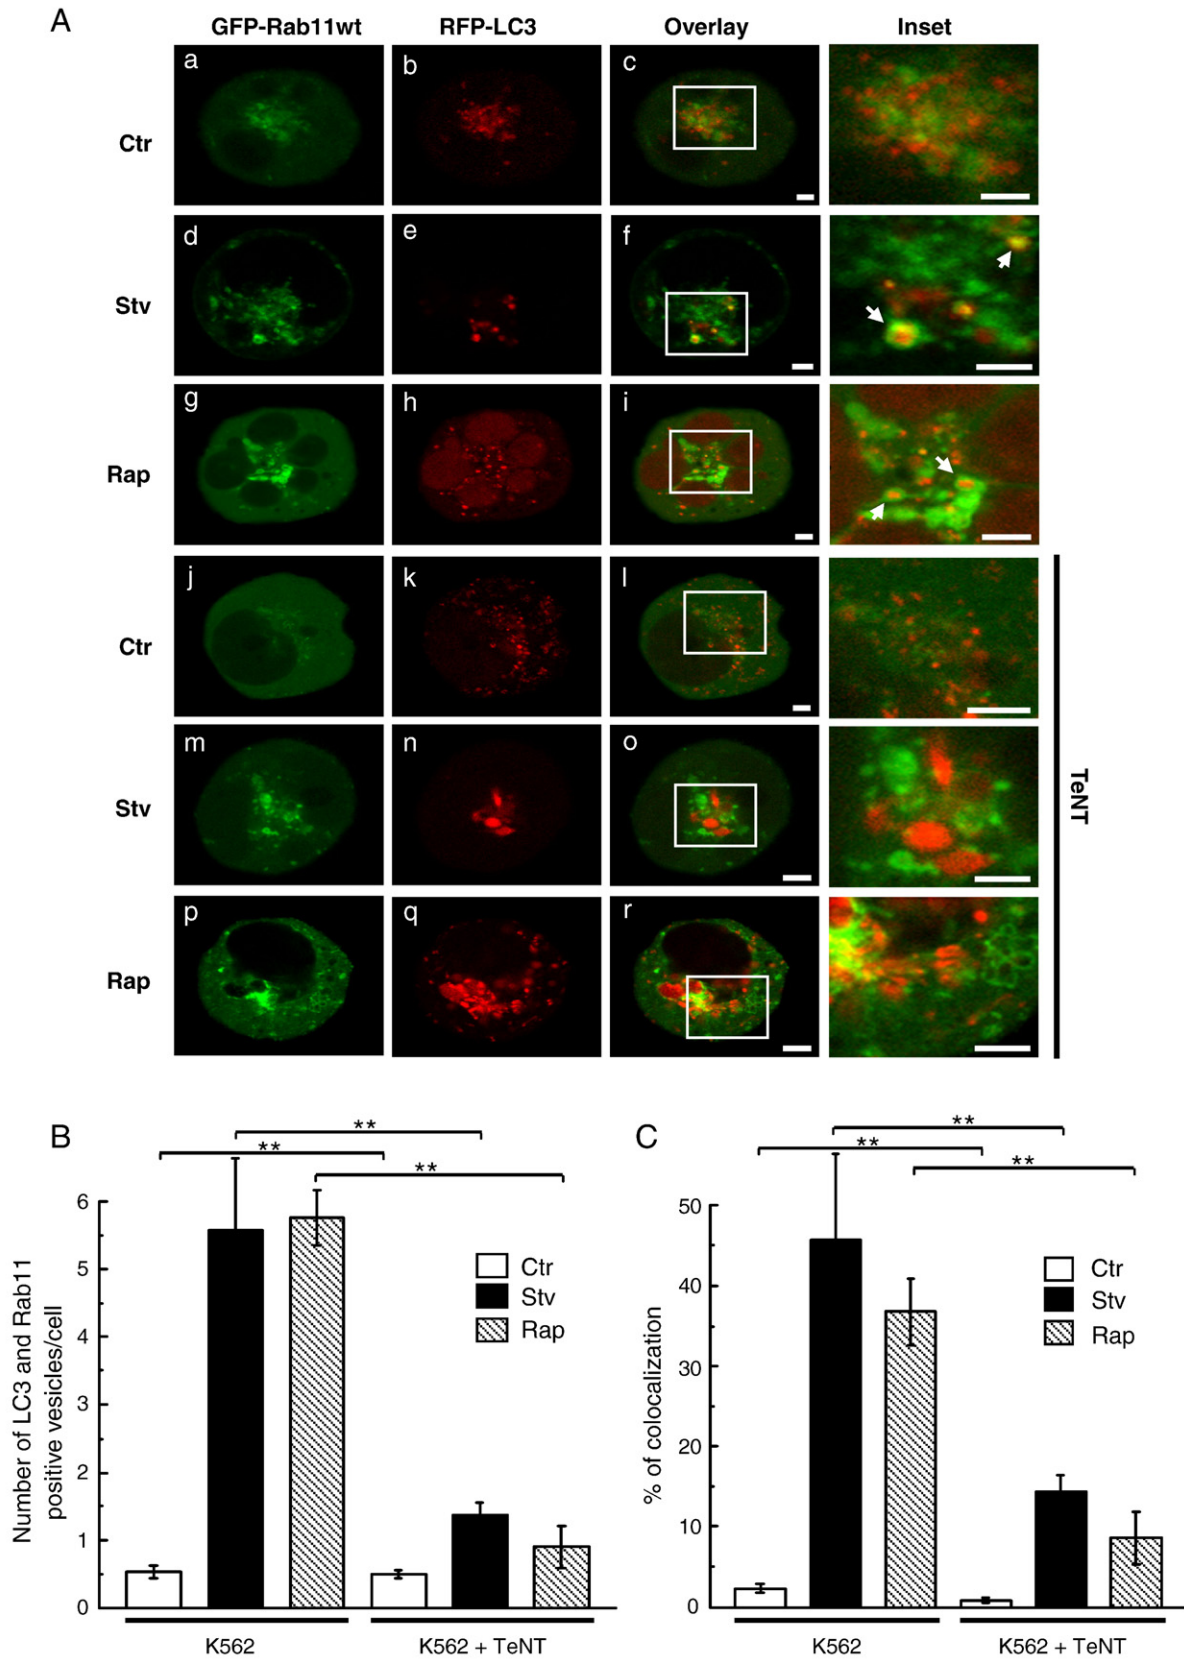 A
GFP-Rab11wt RFP-LC3 Overlay Inset
a b c
Ctr
d e f
Stv
g h i
Rap
j k l
Ctr
m n o
Stv
p q r
Rap
TeNT
B
**
**
**
Number of LC3 and Rab11
positive vesicles/cell
6
5
4
3
2
1
0
Ctr
Stv
Rap
K562 K562 + TeNT
C
**
**
**
% of colocalization
50
40
30
20
10
0
Ctr
Stv
Rap
K562 K562 + TeNT